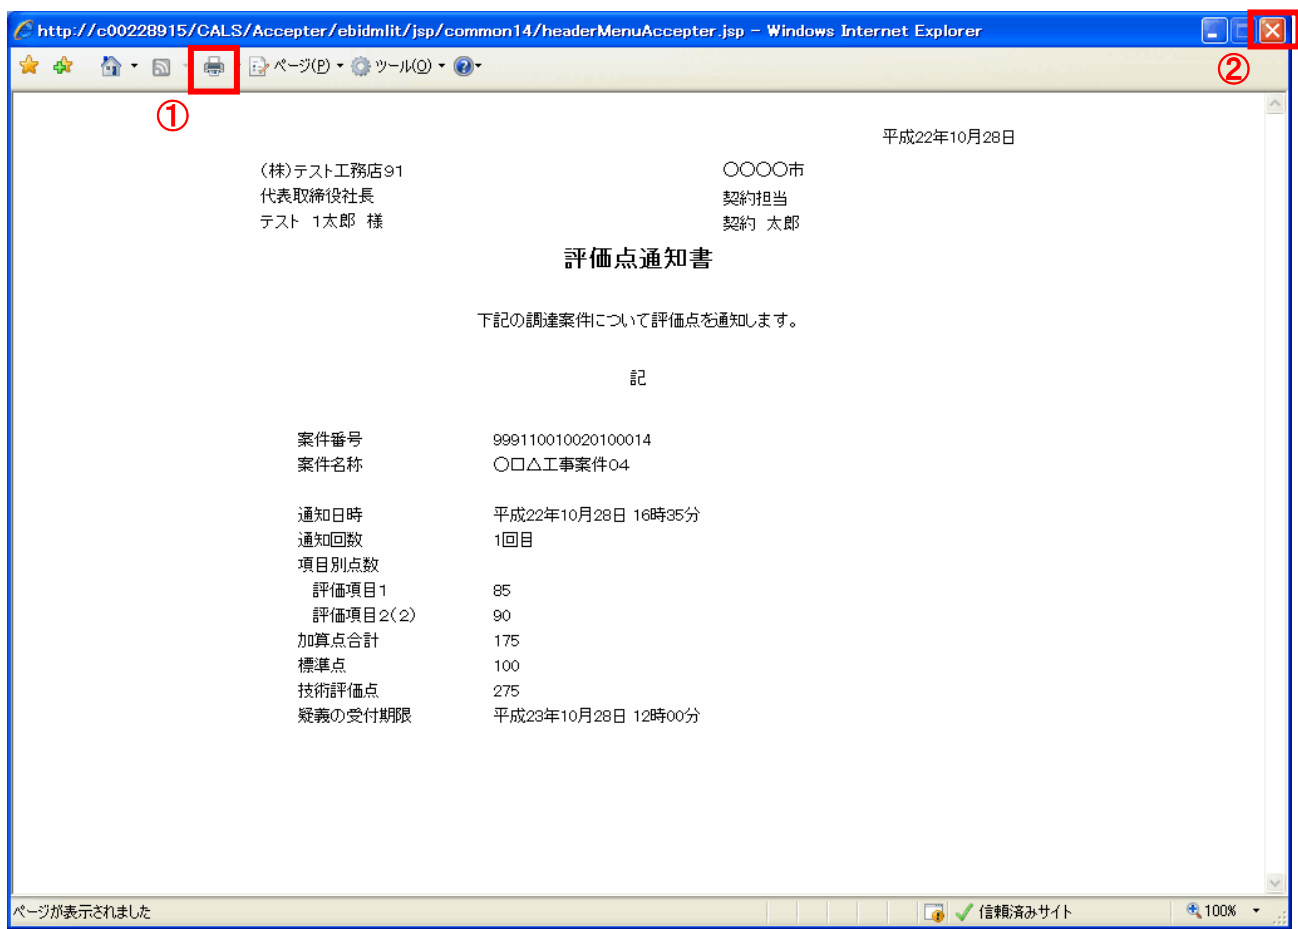 http://c00228915/CALS/Accepter/ebidmlit/jsp/common14/headerMenuAccepter.jsp - Windows Internet Explorer
ページ(P) ツール(O)
①
②
平成22年10月28日
(株)テスト工務店91
代表取締役社長
テスト 1太郎 様
〇〇〇〇市
契約担当
契約 太郎
評価点通知書
下記の調達案件について評価点を通知します。
記
案件番号 999110010020100014
案件名称 〇□△工事案件04
通知日時 平成22年10月28日 16時35分
通知回数 1回目
項目別点数
評価項目1 85
評価項目2(2) 90
加算点合計 175
標準点 100
技術評価点 275
疑義の受付期限 平成23年10月28日 12時00分
ページが表示されました 信頼済みサイト 100%